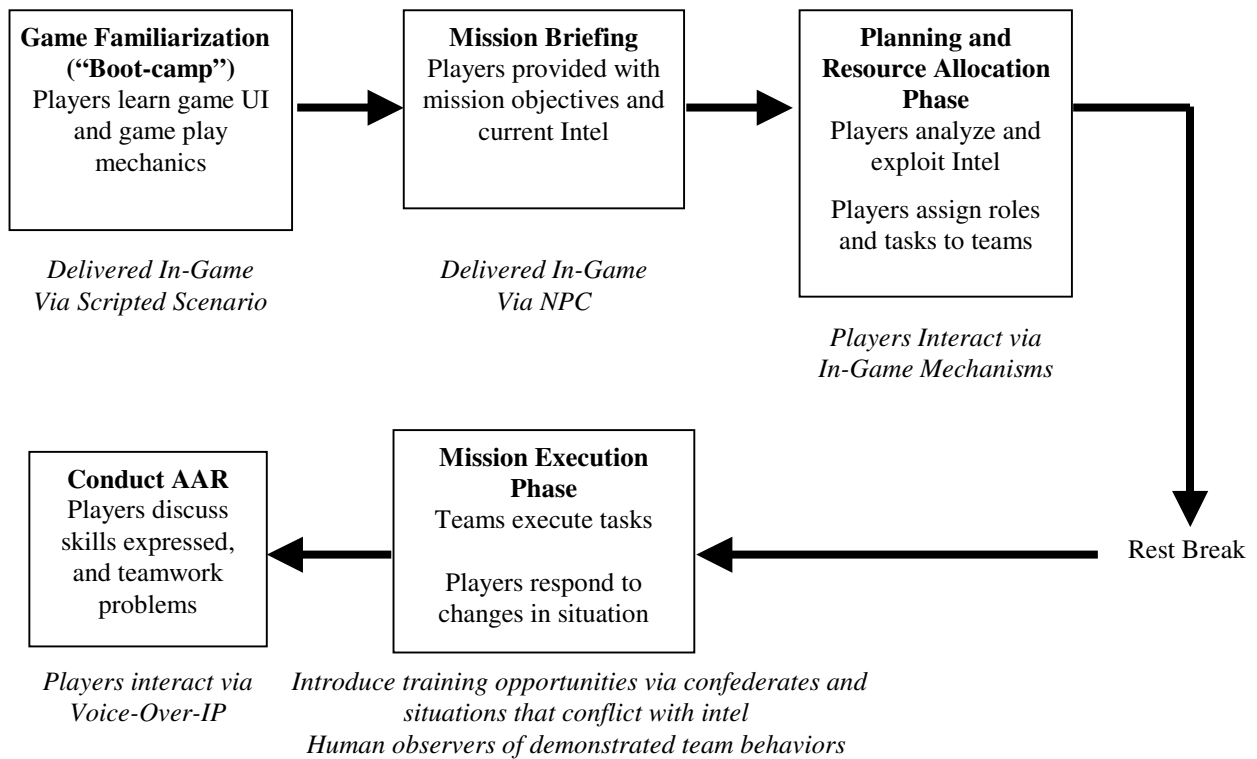 Game Familiarization
(“Boot-camp”)
Players learn game UI
and game play
mechanics
Delivered In-Game
Via Scripted Scenario
Mission Briefing
Players provided with
mission objectives and
current Intel
Delivered In-Game
Via NPC
Planning and
Resource Allocation
Phase
Players analyze and
exploit Intel
Players assign roles
and tasks to teams
Players Interact via
In-Game Mechanisms
Rest Break
Mission Execution
Phase
Teams execute tasks
Players respond to
changes in situation
Introduce training opportunities via confederates and
situations that conflict with intel
Human observers of demonstrated team behaviors
Conduct AAR
Players discuss
skills expressed,
and teamwork
problems
Players interact via
Voice-Over-IP